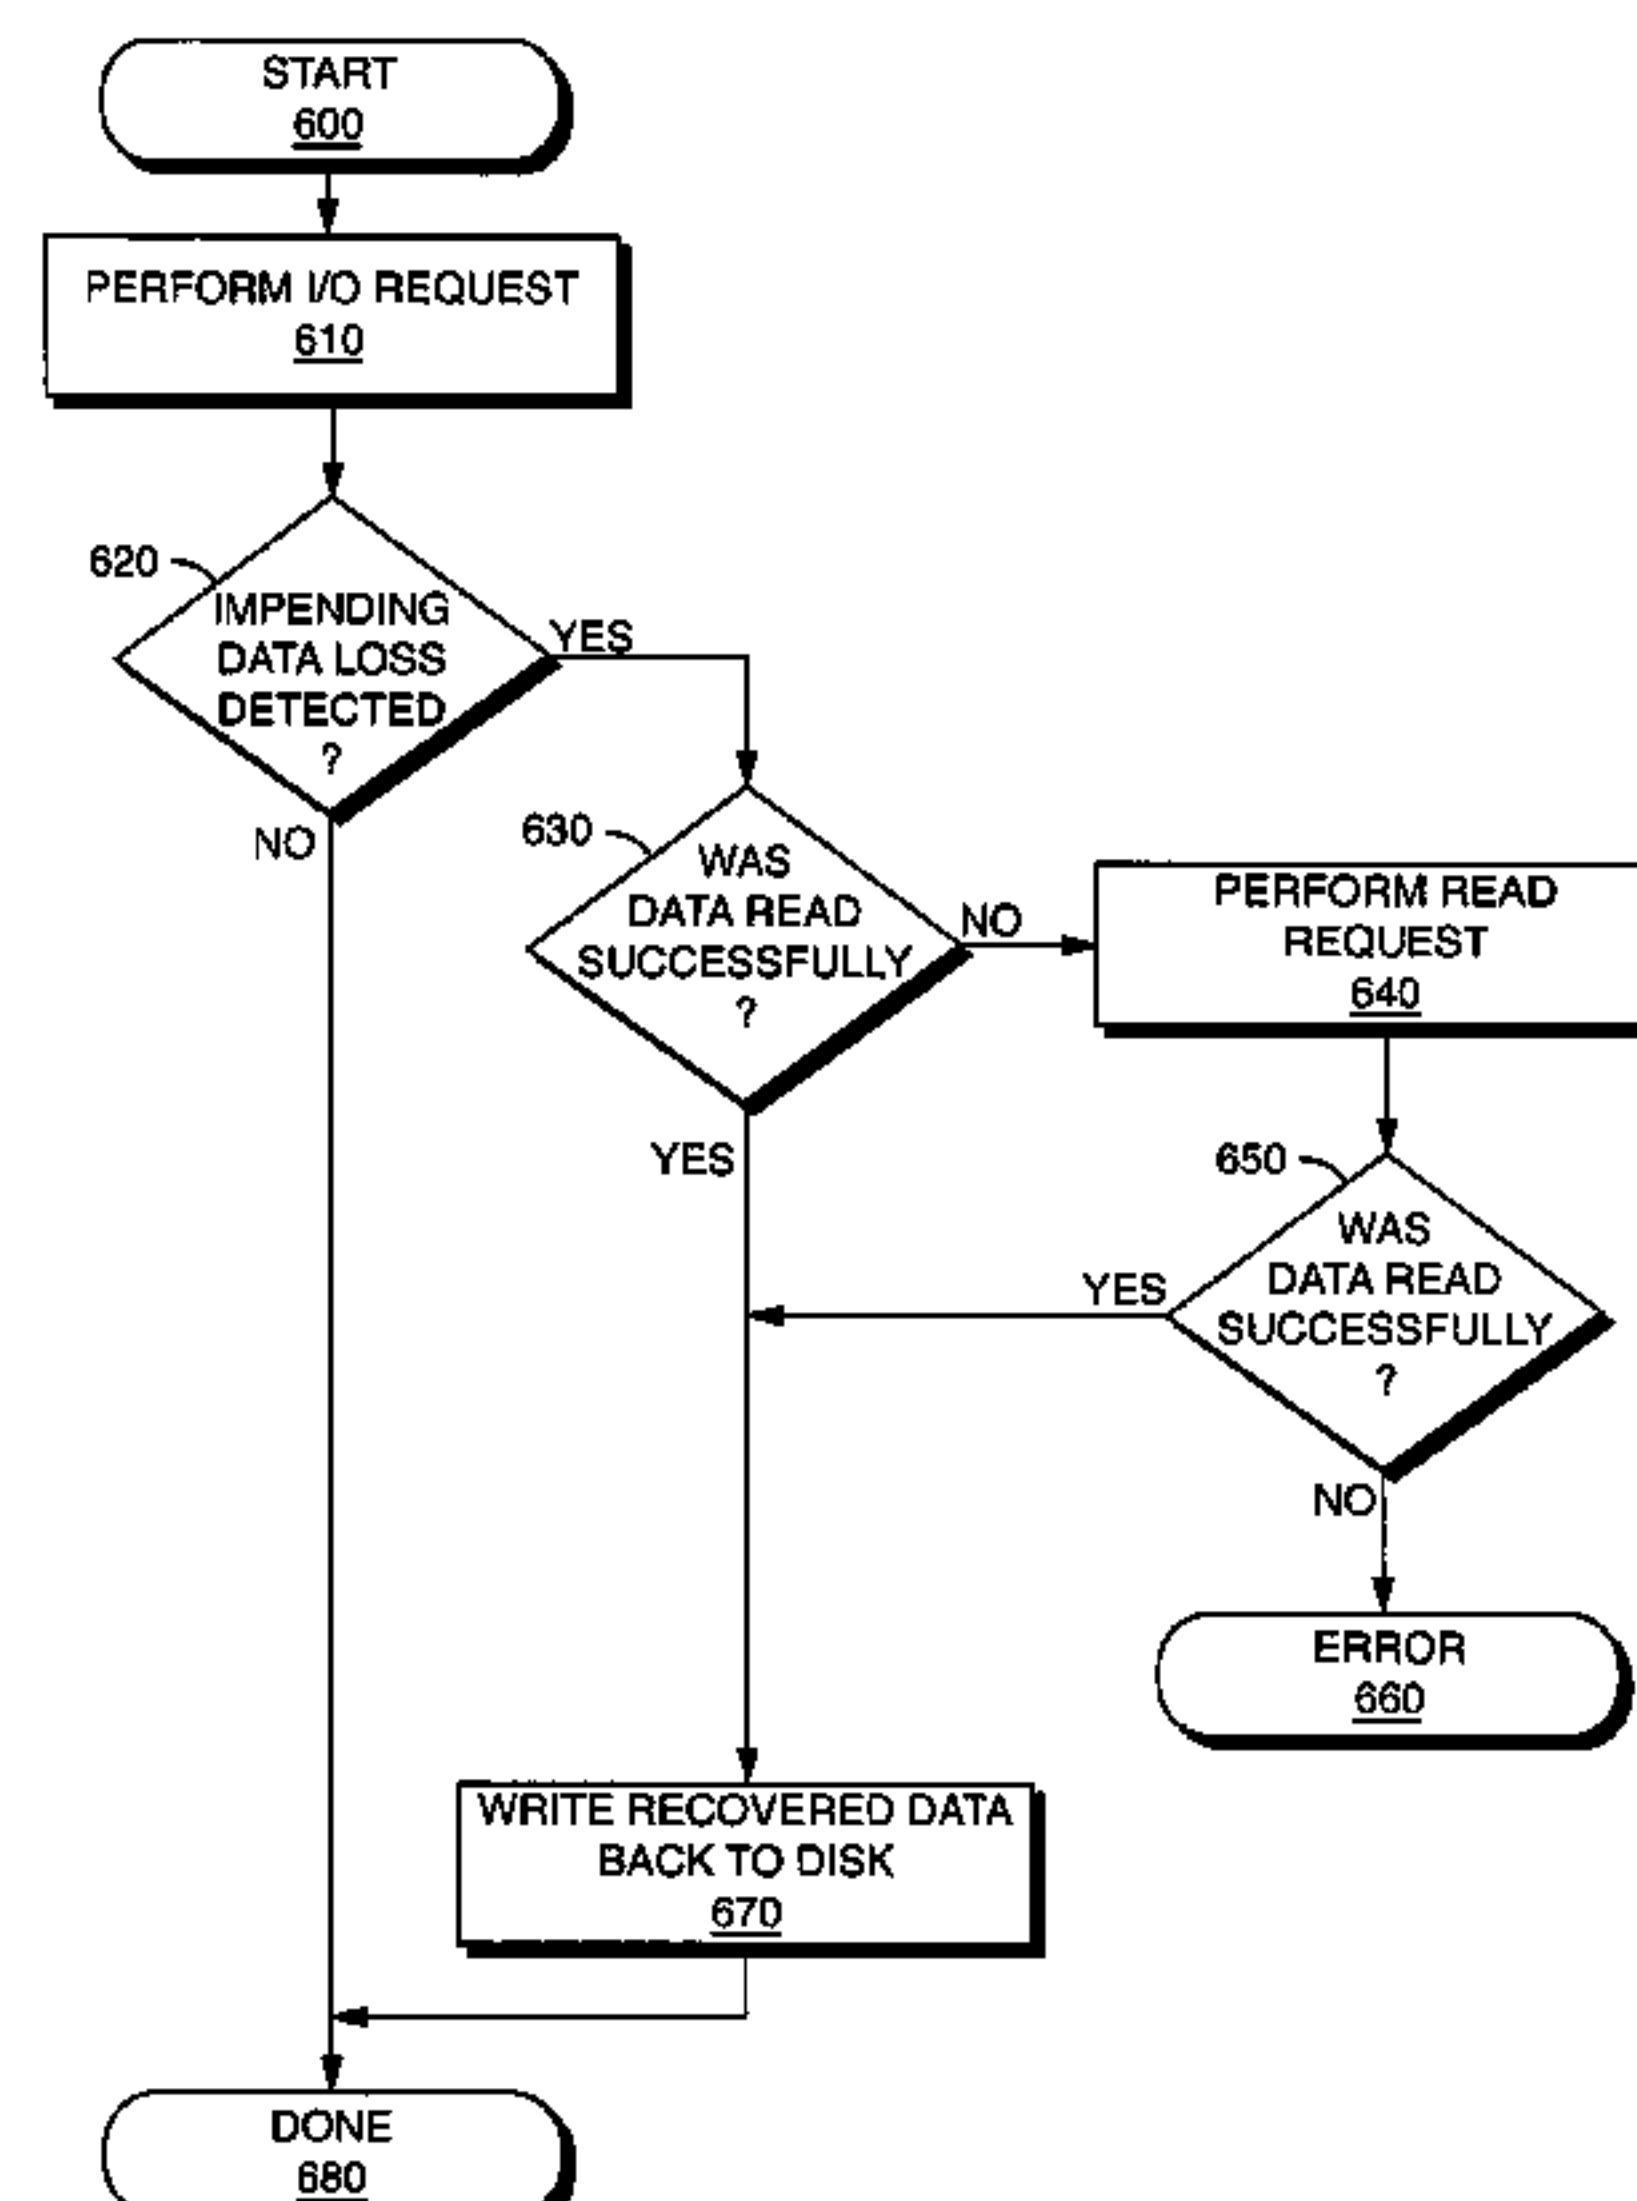 START
600
PERFORM I/O REQUEST
610
620
IMPENDING
DATA LOSS
DETECTED
?
YES
NO
630
WAS
DATA READ
SUCCESSFULLY
?
NO
YES
PERFORM READ
REQUEST
640
650
WAS
DATA READ
SUCCESSFULLY
?
YES
NO
ERROR
660
WRITE RECOVERED DATA
BACK TO DISK
670
DONE
680